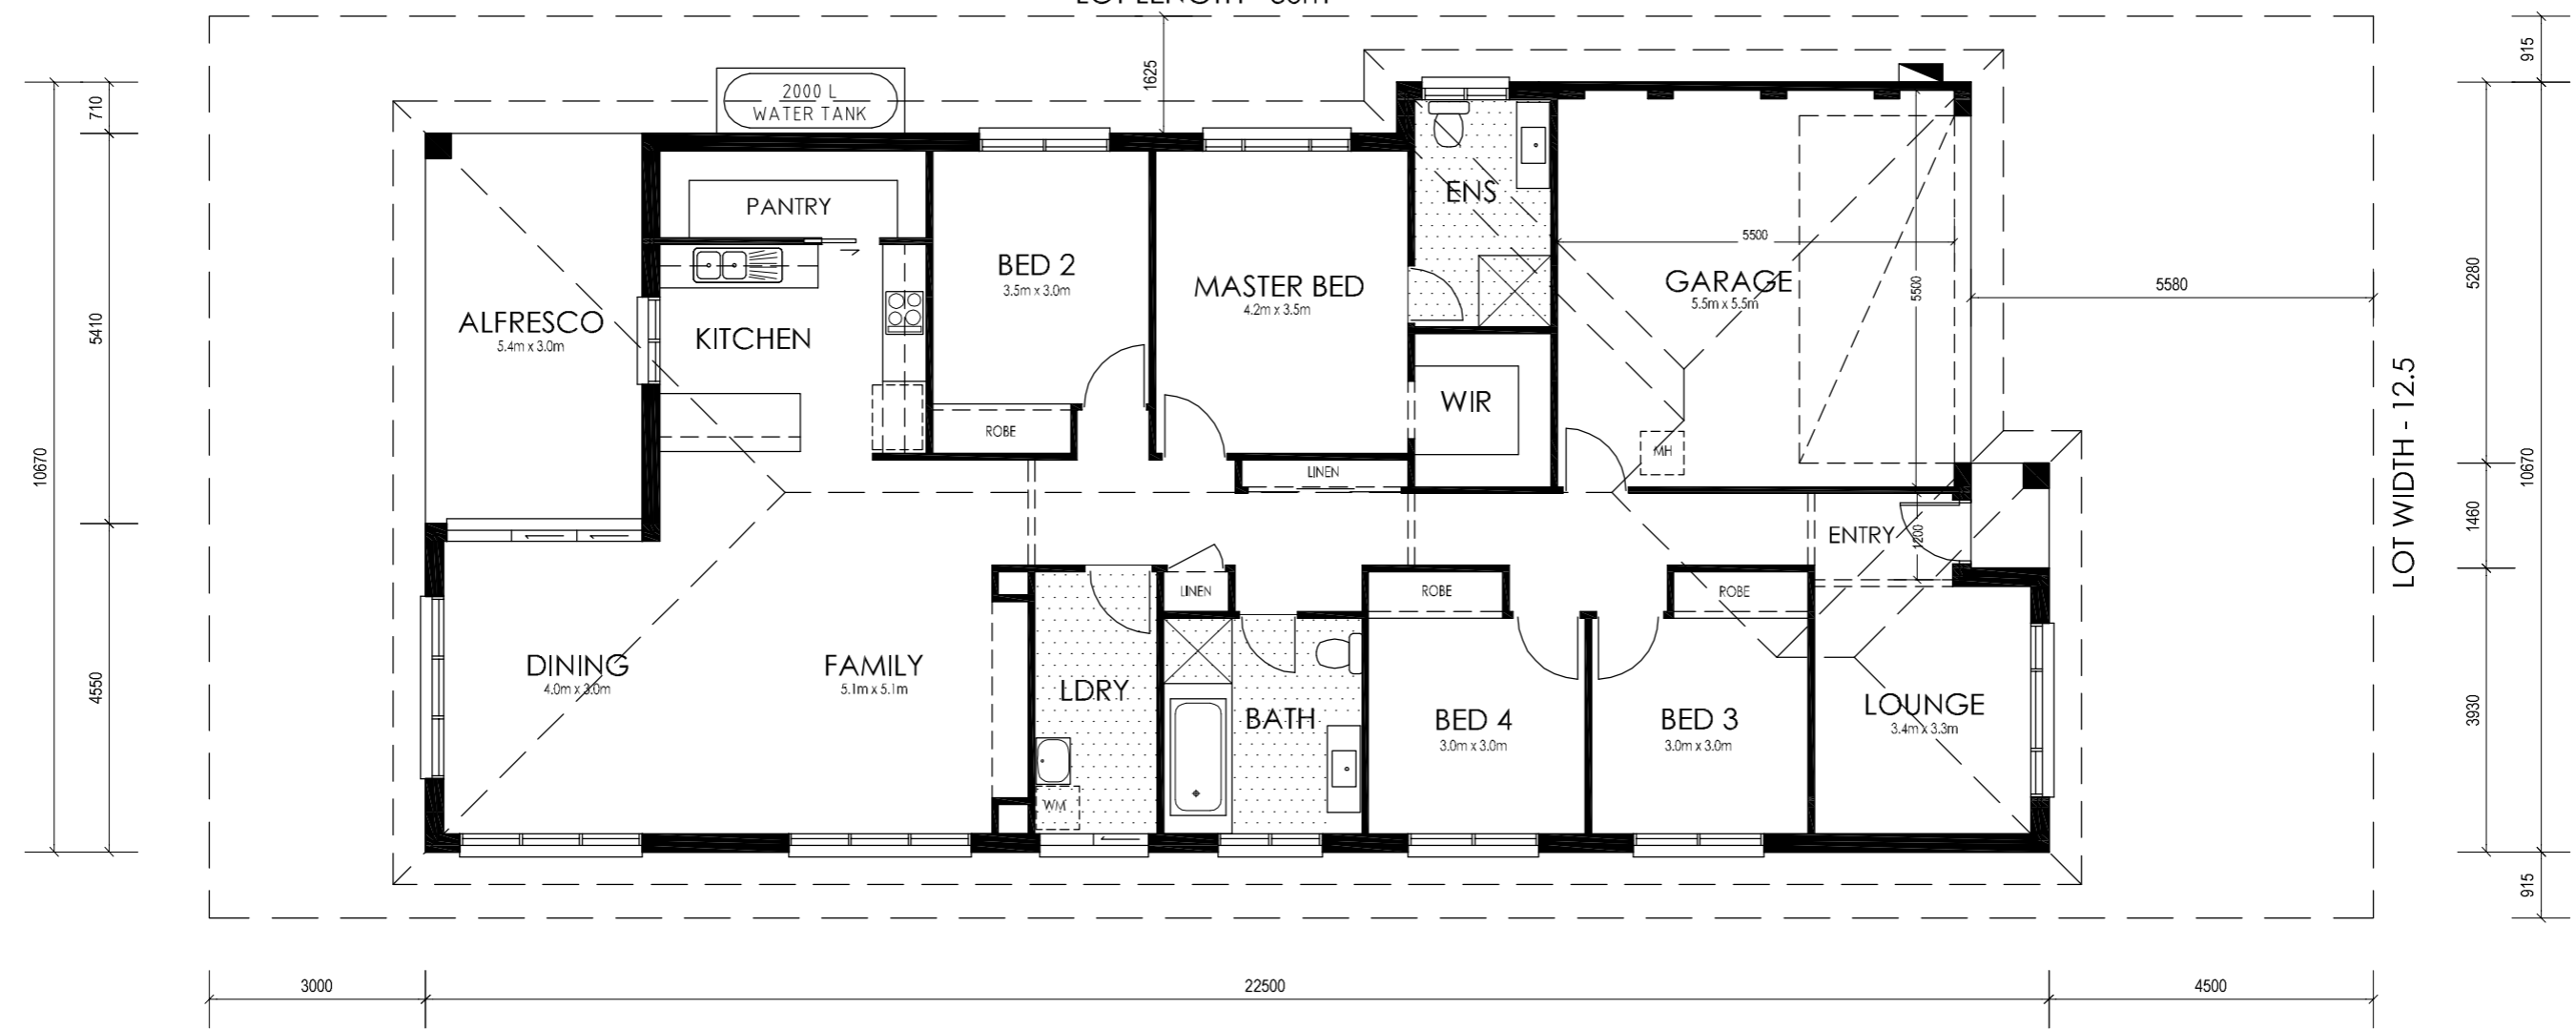 915
1625
710
2000 L
WATER TANK
PANTRY
ENS
BED 2
3.5m x 3.0m
MASTER BED
4.2m x 3.5m
5500
GARAGE
5.5m x 5.5m
5500
5580
5280
5410
ALFRESCO
5.4m x 3.0m
KITCHEN
WIR
ROBE
LINEN
MH
LOT WIDTH - 12.5
10670
10670
1460
ENTRY
1200
LINEN
ROBE
ROBE
DINING
4.0m x 3.0m
FAMILY
5.1m x 5.1m
LDRY
BATH
BED 4
3.0m x 3.0m
BED 3
3.0m x 3.0m
LOUNGE
3.4m x 3.3m
4550
3930
WM
915
3000
22500
4500